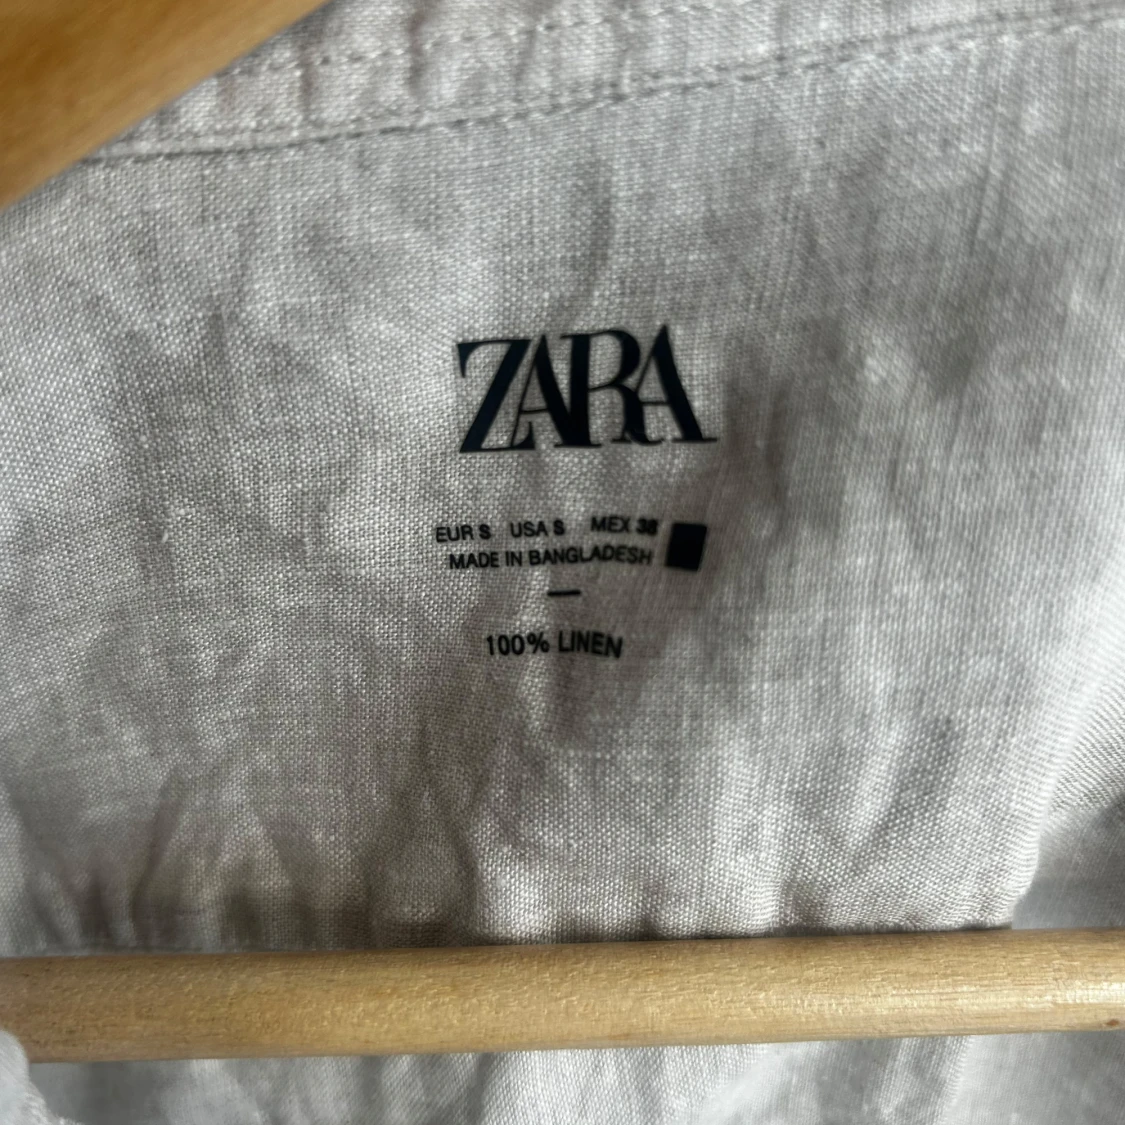 ZARA
EUR S USA S MEX 38
MADE IN BANGLADESH
—
100% LINEN